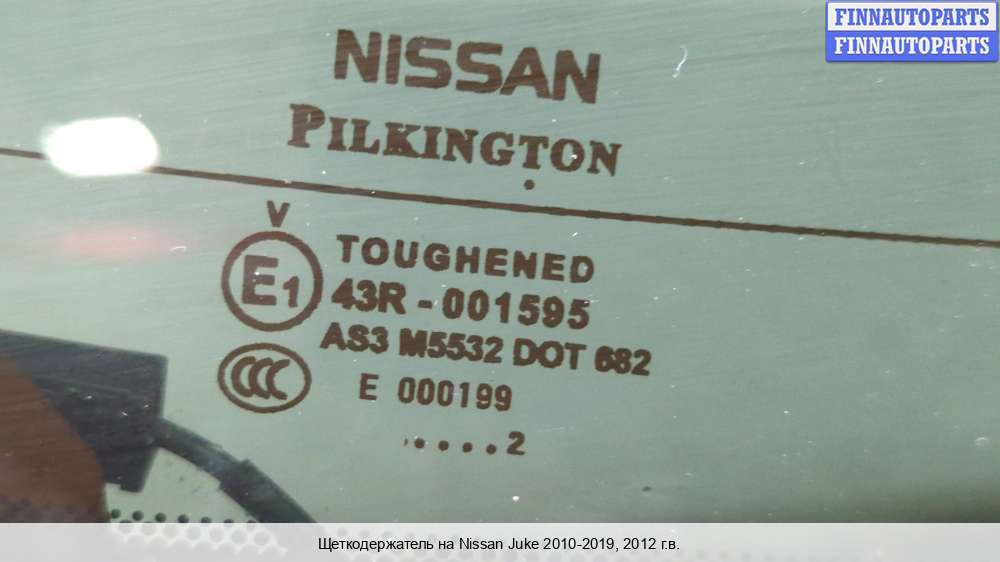 FINNAUTOPARTS
FINNAUTOPARTS
NISSAN
PILKINGTON
V
E1
TOUGHENED
43R - 001595
AS3 M5532 DOT 682
CCC
E 000199
.....2
Щеткодержатель на Nissan Juke 2010-2019, 2012 г.в.